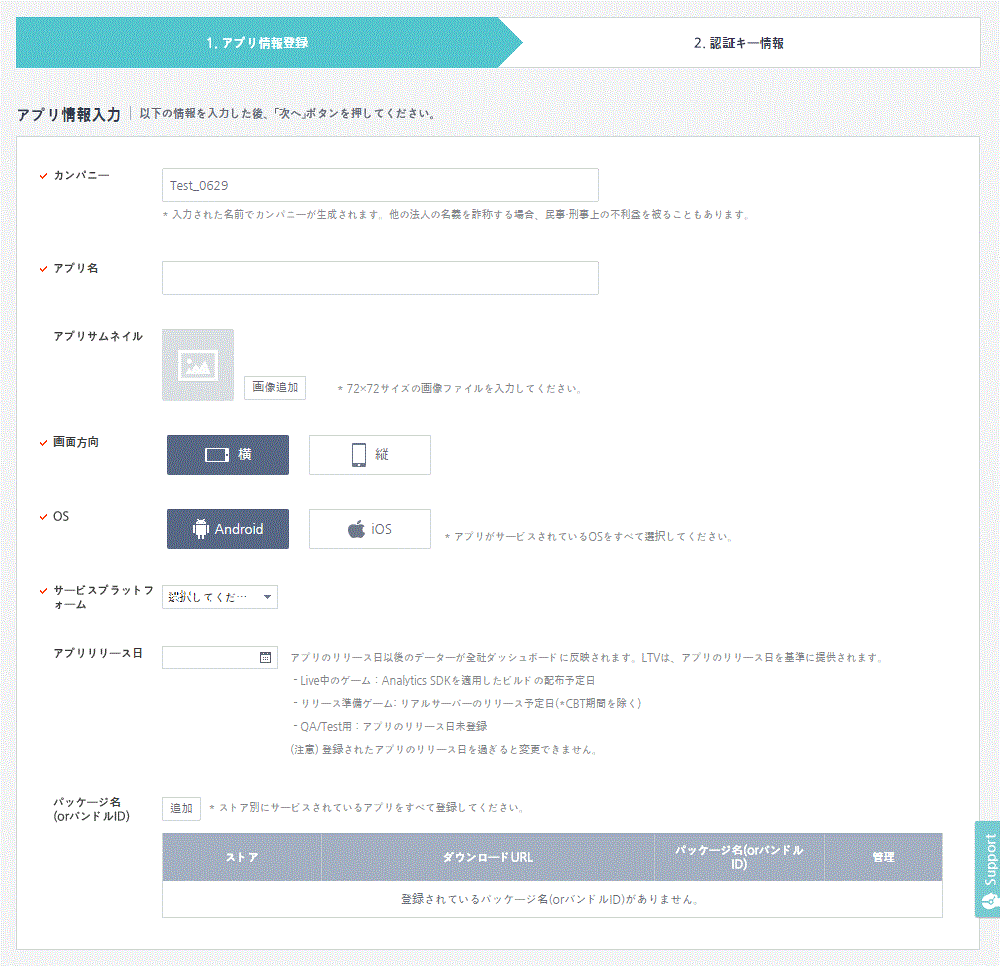 1. アプリ情報登録
2. 認証キー情報
アプリ情報入力 以下の情報を入力した後、「次へ」ボタンを押してください。
カンパニー
Test_0629
* 入力された名前でカンパニーが生成されます。他の法人の名義を詐称する場合、民事·刑事上の不利益を被ることもあります。
アプリ名
アプリサムネイル
画像追加
* 72×72サイズの画像ファイルを入力してください。
画面方向
横
縦
OS
Android
iOS
* アプリがサービスされているOSをすべて選択してください。
サービスプラットフ
ォーム
選択してくだ…
アプリリリース日
アプリのリリース日以後のデーターが全社ダッシュボードに反映されます。LTVは、アプリのリリース日を基準に提供されます。
- Live中のゲーム : Analytics SDKを適用したビルドの配布予定日
- リリース準備ゲーム: リアルサーバーのリリース予定日(*CBT期間を除く)
- QA/Test用 : アプリのリリース日未登録
(注意) 登録されたアプリのリリース日を過ぎると変更できません。
パッケージ名
(orバンドルID)
追加
* ストア別にサービスされているアプリをすべて登録してください。
ストア
ダウンロードURL
パッケージ名(orバンドル
ID)
管理
登録されているパッケージ名(orバンドルID)がありません。
Support